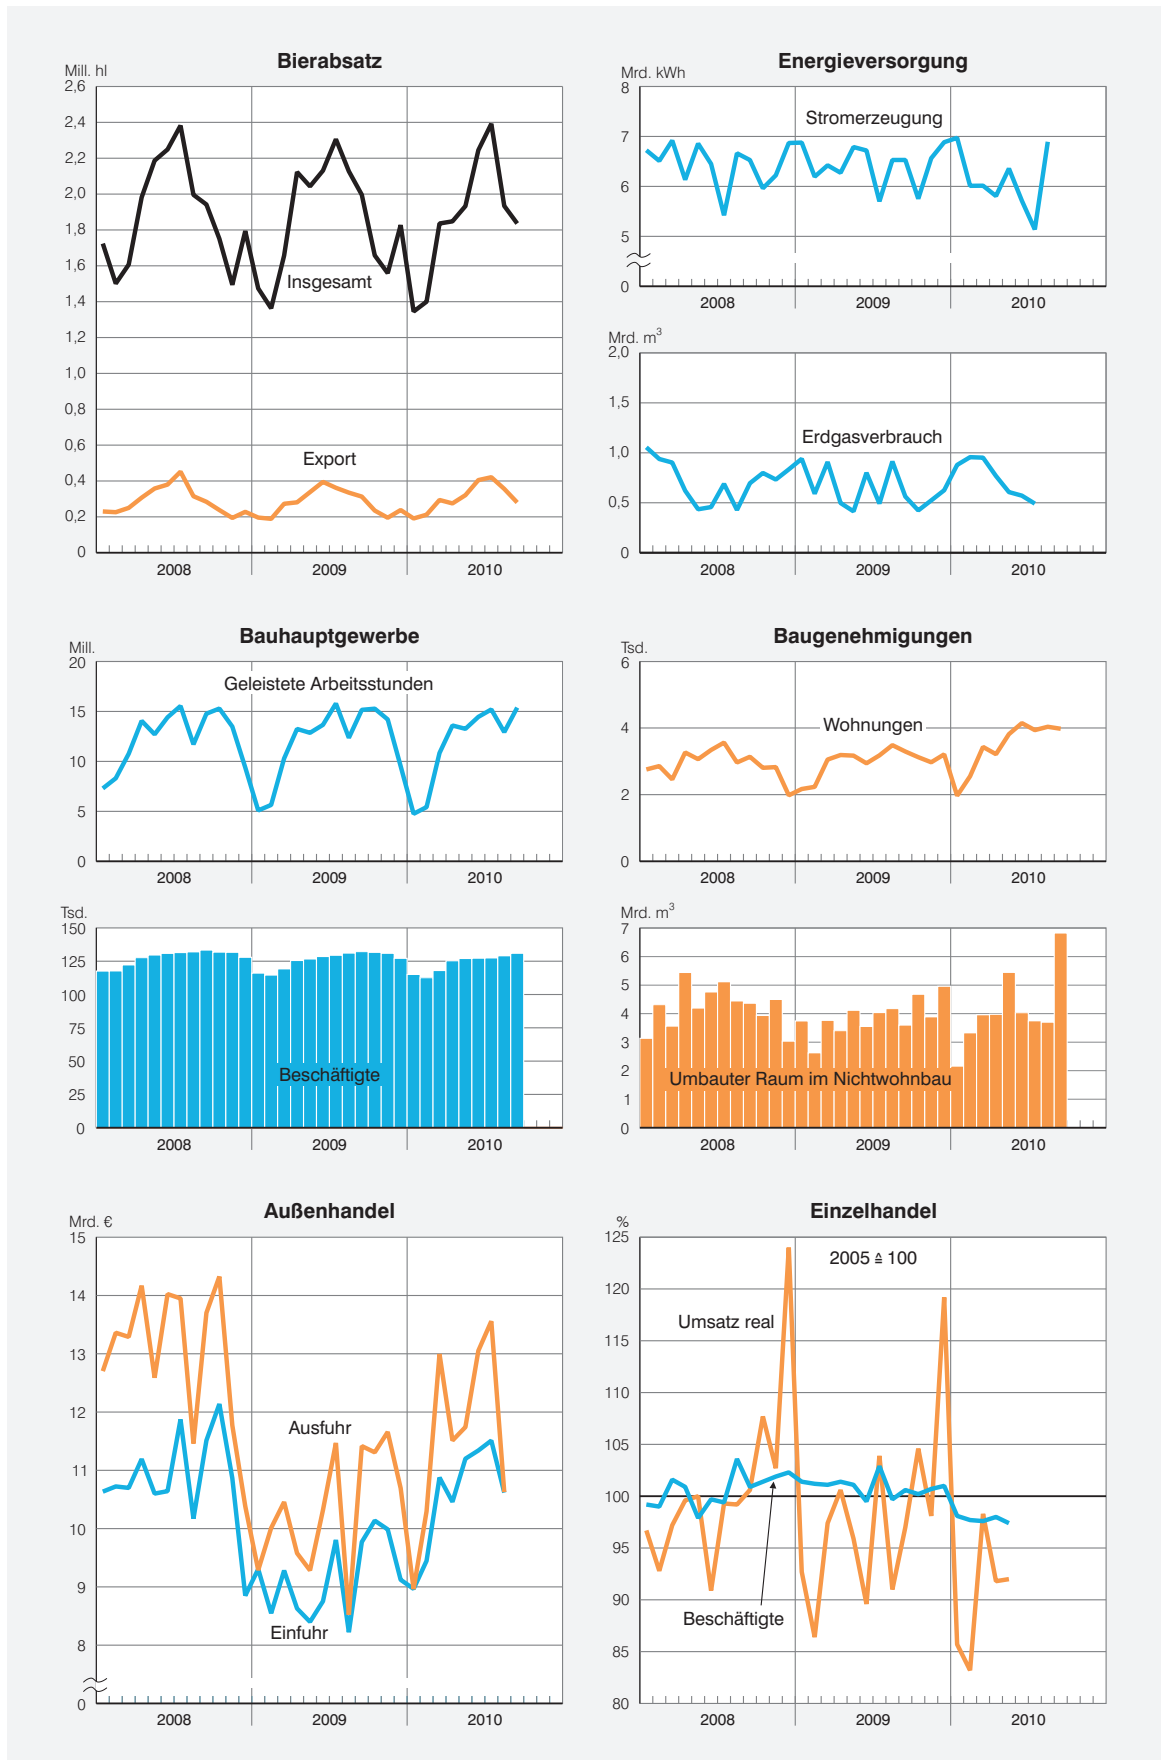 Bierabsatz
Mill. hl
2,6
2,4
2,2
2,0
1,8
1,6
1,4
1,2
1,0
0,8
0,6
0,4
0,2
0
Insgesamt
Export
2008 2009 2010
Energieversorgung
Mrd. kWh
8
7
6
5
0
Stromerzeugung
2008 2009 2010
Mrd. m³
2,0
1,5
1,0
0,5
0
Erdgasverbrauch
2008 2009 2010
Bauhauptgewerbe
Mill.
20
15
10
5
0
Geleistete Arbeitsstunden
2008 2009 2010
Tsd.
150
125
100
75
50
25
0
Beschäftigte
2008 2009 2010
Baugenehmigungen
Tsd.
6
4
2
0
Wohnungen
2008 2009 2010
Mrd. m³
7
6
5
4
3
2
1
0
Umbauter Raum im Nichtwohnbau
2008 2009 2010
Außenhandel
Mrd. €
15
14
13
12
11
10
9
8
0
Ausfuhr
Einfuhr
2008 2009 2010
Einzelhandel
%
125
120
115
110
105
100
95
90
85
80
2005 ≙ 100
Umsatz real
Beschäftigte
2008 2009 2010